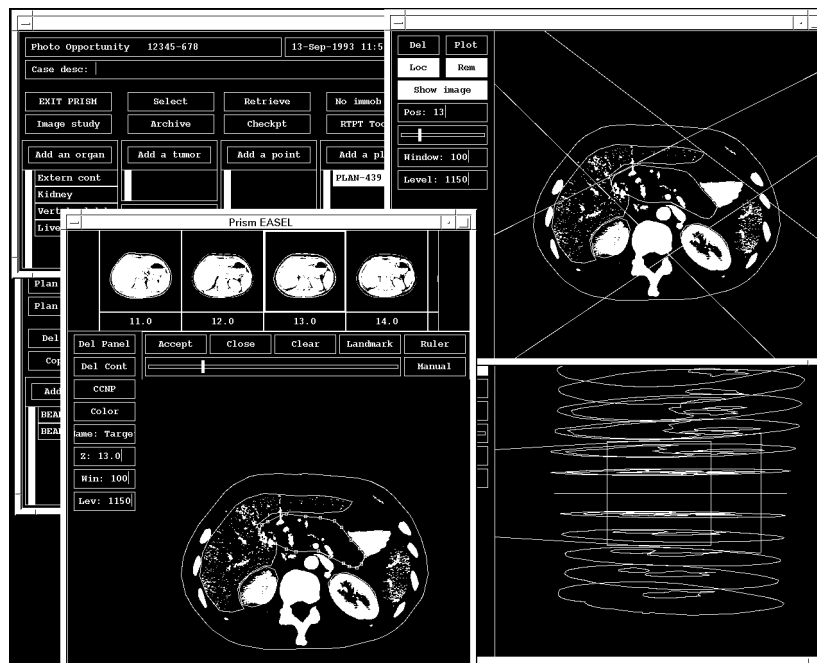 Photo Opportunity 12345-678 13-Sep-1993 11:5
Case desc:
EXIT PRISM Select Retrieve No immob
Image study Archive Checkpt RTPT Too
Add an organ Add a tumor Add a point Add a pl
Extern cont PLAN-439
Kidney
Live
Plan
Plan
Del
Cop
Add
BEA
BEA
Del Plot
Loc Rem
Show image
Pos: 13
Window: 100
Level: 1150
Prism EASEL
11.0 12.0 13.0 14.0
Del Panel Accept Close Clear Landmark Ruler
Del Cont Manual
CCNP
Color
ame: Targe
Z: 13.0
Win: 100
Lev: 1150